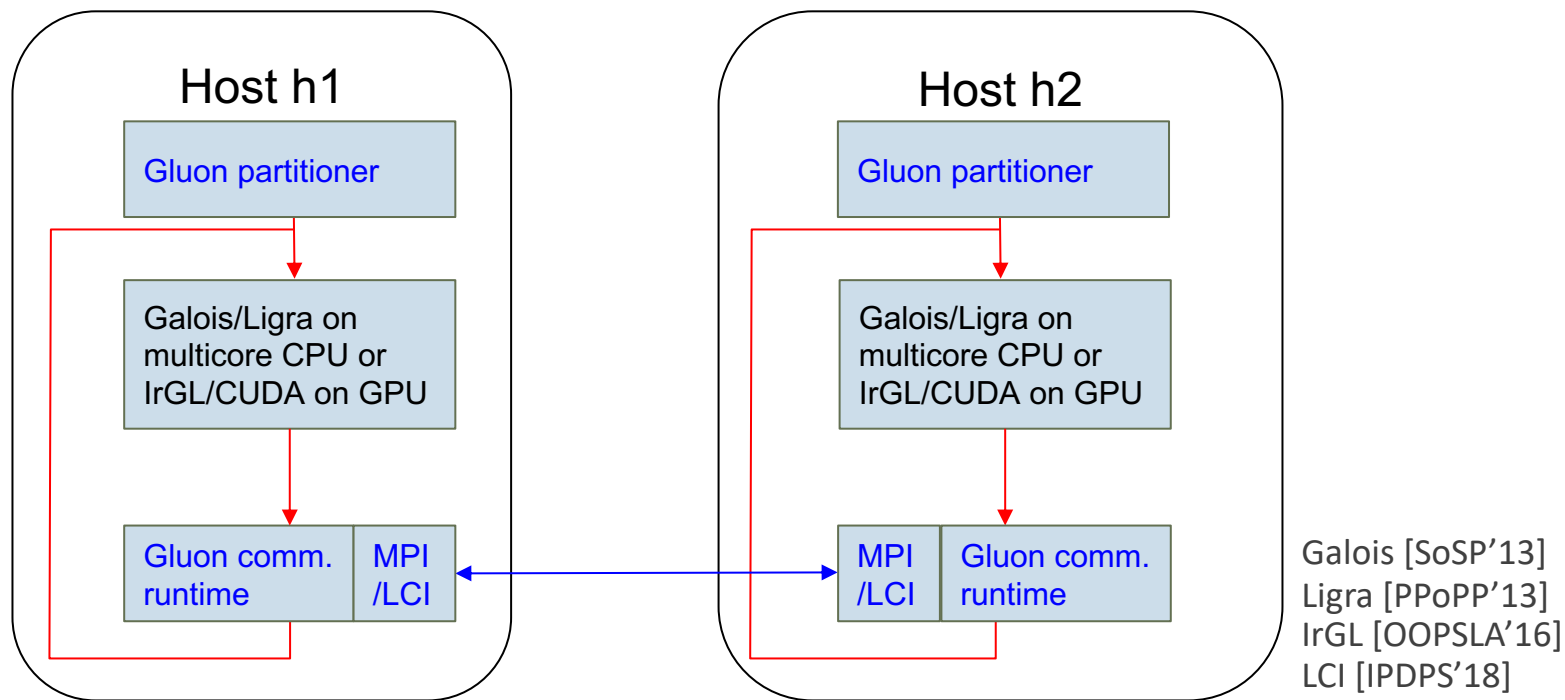 Host h1
Gluon partitioner
Galois/Ligra on
multicore CPU or
IrGL/CUDA on GPU
Gluon comm.
runtime
MPI
/LCI
Host h2
Gluon partitioner
Galois/Ligra on
multicore CPU or
IrGL/CUDA on GPU
MPI
/LCI
Gluon comm.
runtime
Galois [SoSP’13]
Ligra [PPoPP’13]
IrGL [OOPSLA’16]
LCI [IPDPS’18]